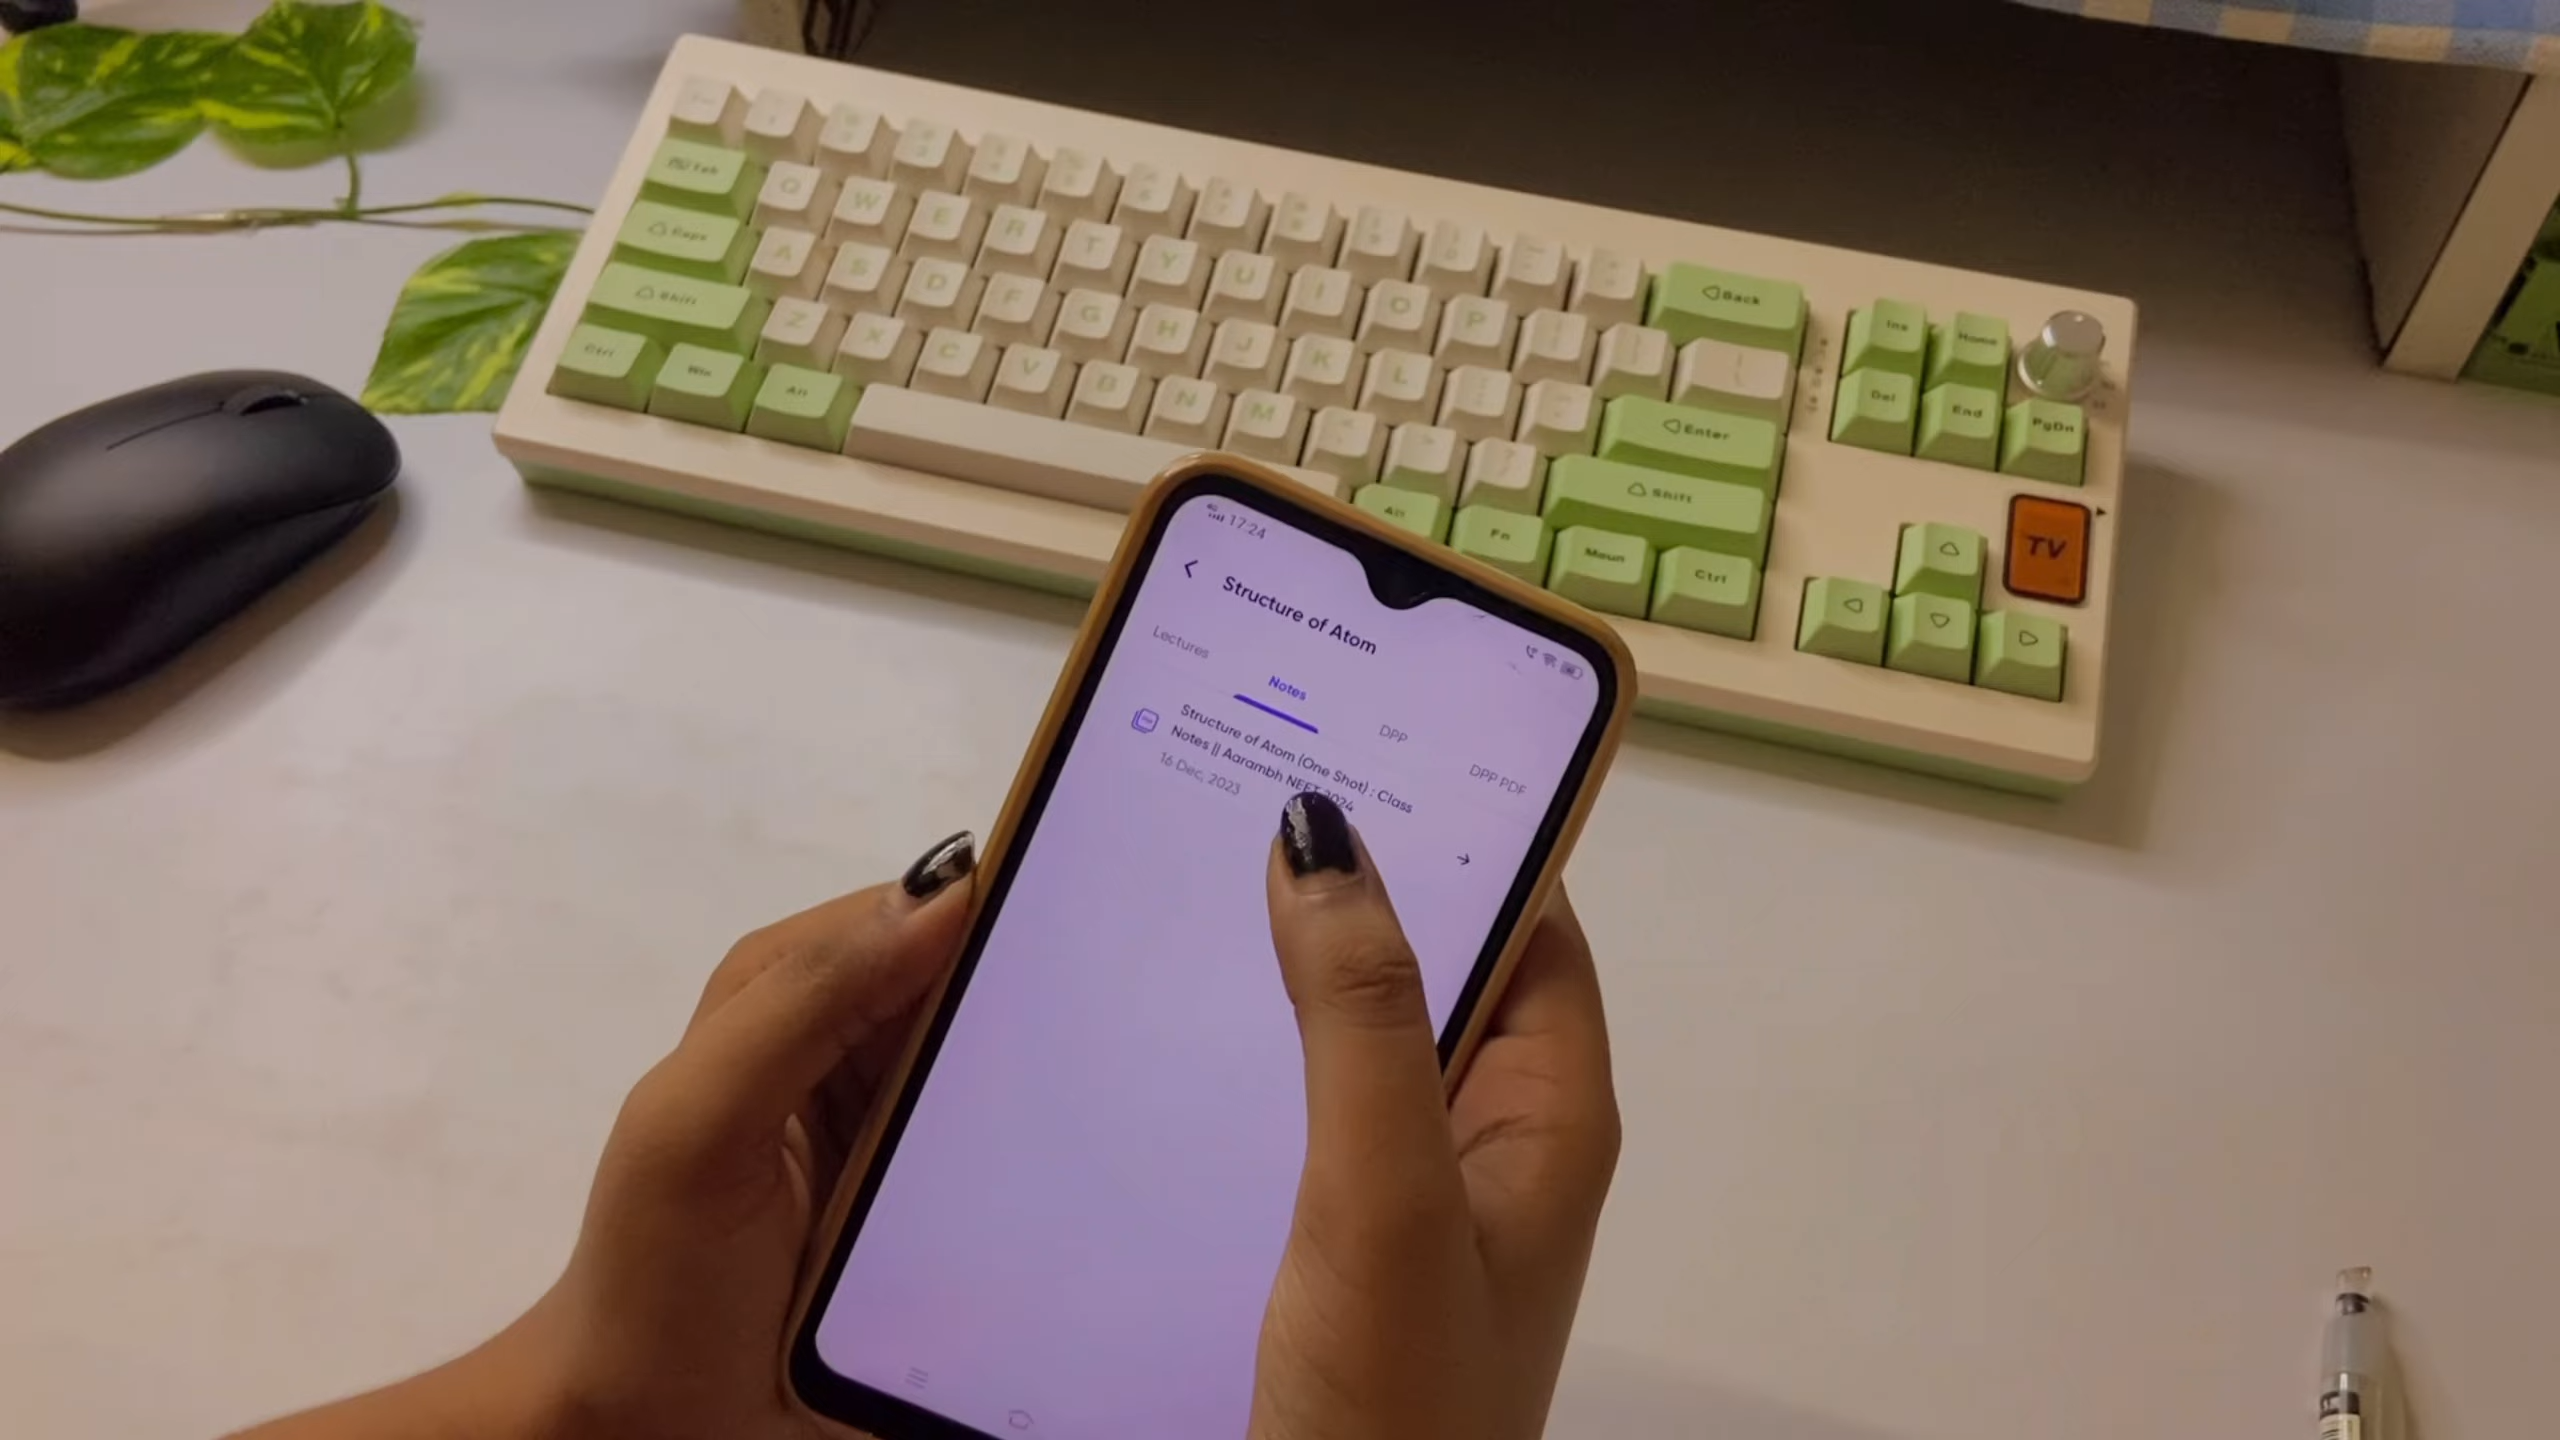 Tab
Q W E R T Y U I O P
Back
Ins
Home
Caps
A S D F G H J K L
Enter
Del
End
PgDn
Shift
Z X C V B N M
Shift
Ctrl
Win
Alt
Alt
Fn
Ctrl
TV
17:24
Structure of Atom
Lectures
Notes
DPP
DPP PDF
Structure of Atom (One Shot) : Class
Notes || Aarambh NEET 2024
16 Dec, 2023